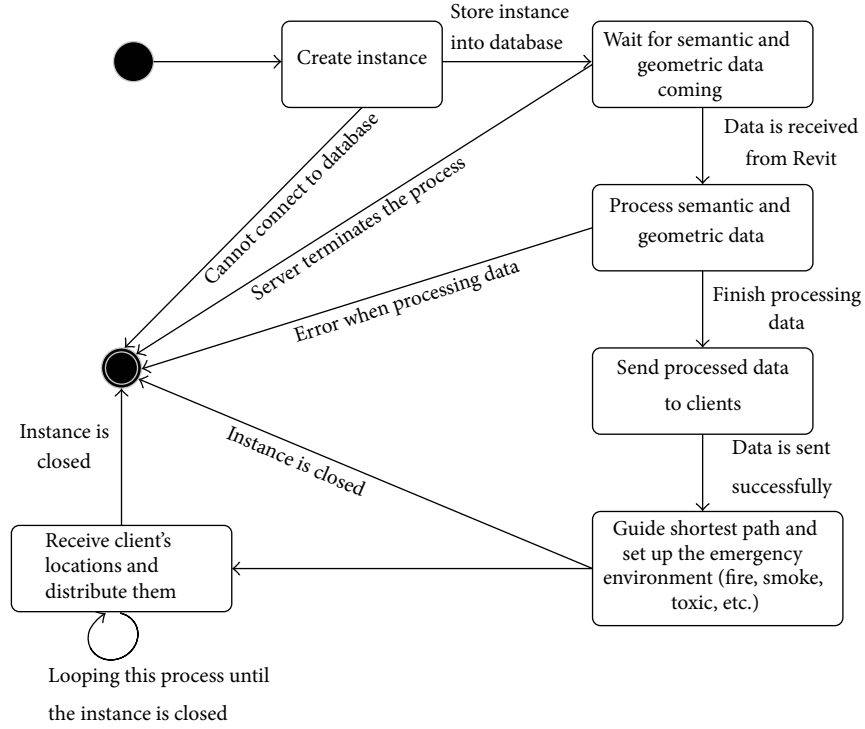 Store instance
into database
Create instance
Wait for semantic and
geometric data
coming
Data is received
from Revit
Cannot connect to database
Server terminates the process
Process semantic and
geometric data
Error when processing data
Finish processing
data
Send processed data
to clients
Instance is
closed
Instance is closed
Data is sent
successfully
Receive client's
locations and
distribute them
Guide shortest path and
set up the emergency
environment (fire, smoke,
toxic, etc.)
Looping this process until
the instance is closed